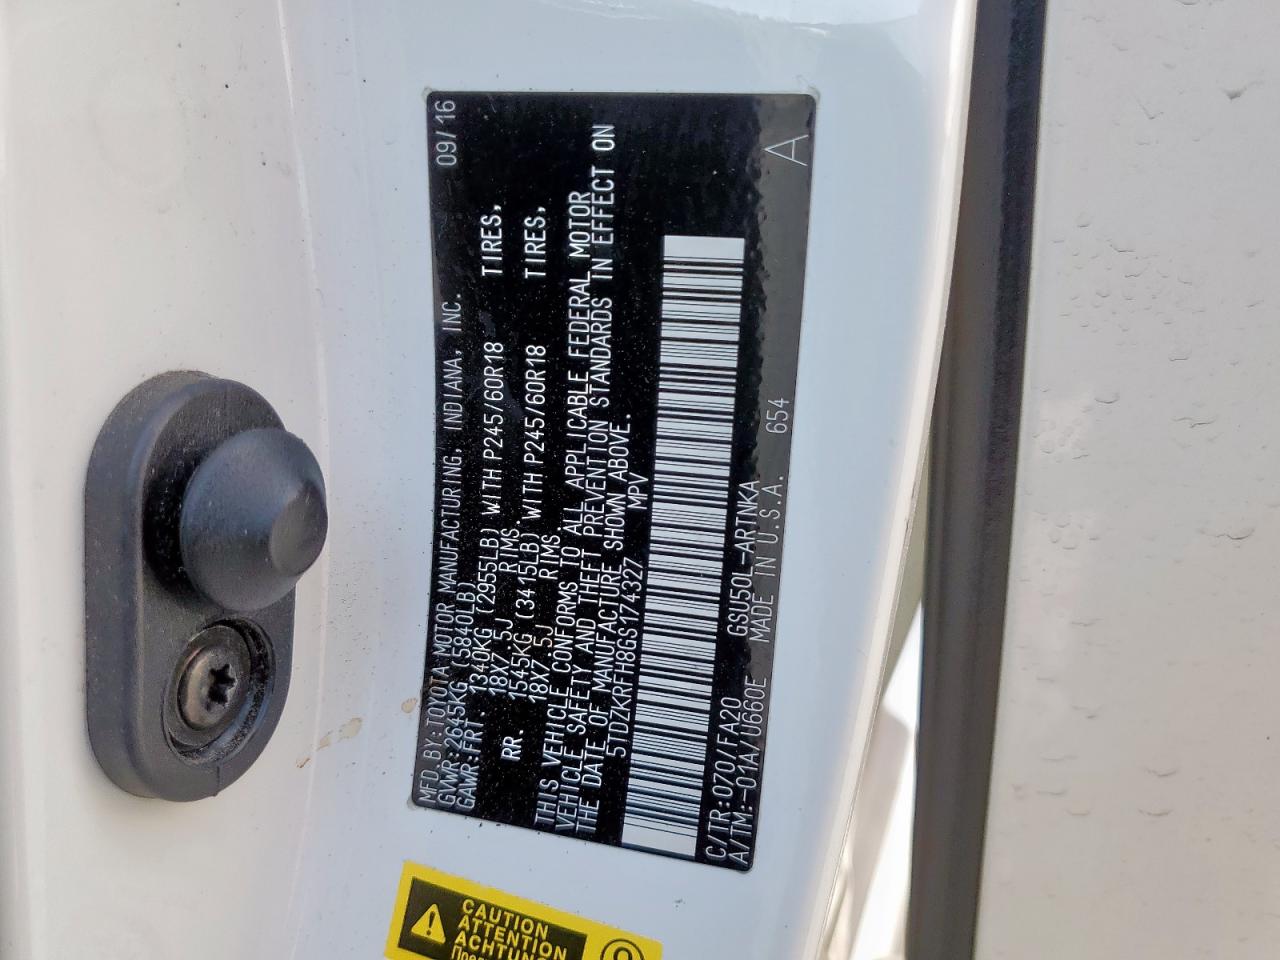 MFD.BY:TOYOTA MOTOR MANUFACTURING, INDIANA, INC. 09/16
GVWR:2645KG(5840LB)
GAWR:FRT 1340KG (2955LB) WITH P245/60R18 TIRES,
18X7.5J RIMS
RR. 1545KG (3415LB) WITH P245/60R18 TIRES,
18X7.5J RIMS.
THIS VEHICLE CONFORMS TO ALL APPLICABLE FEDERAL MOTOR
VEHICLE SAFETY AND THEFT PREVENTION STANDARDS IN EFFECT ON
THE DATE OF MANUFACTURE SHOWN ABOVE.
5TDZKRFH8GS174327 MPV
C/TR:070/FA20 GSU50L-ARTNKA
A/TM:-01A/U660E MADE IN U.S.A. 654 A
CAUTION
ATTENTION
ACHTUNG